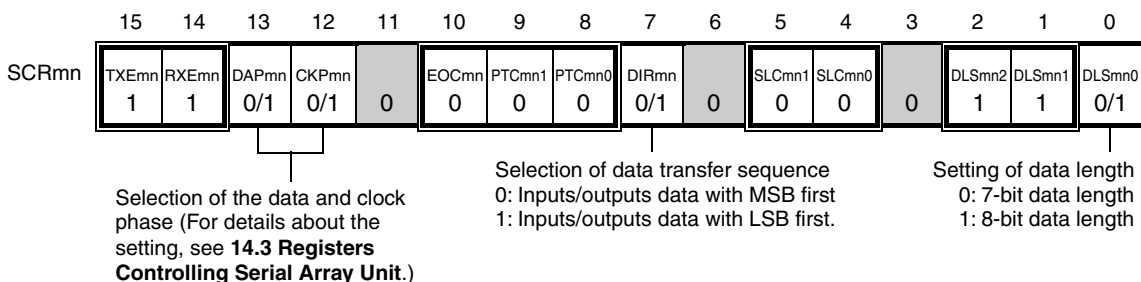 15 14 13 12 11 10 9 8 7 6 5 4 3 2 1 0
SCRmn TXEmn RXEmn DAPmn CKPmn EOCmn PTCmn1 PTCmn0 DIRmn SLCmn1 SLCmn0 DLSmn2 DLSmn1 DLSmn0
1 1 0/1 0/1 0 0 0 0 0/1 0 0 0 0 1 1 0/1
Selection of the data and clock
phase (For details about the
setting, see 14.3 Registers
Controlling Serial Array Unit.)
Selection of data transfer sequence
0: Inputs/outputs data with MSB first
1: Inputs/outputs data with LSB first.
Setting of data length
0: 7-bit data length
1: 8-bit data length